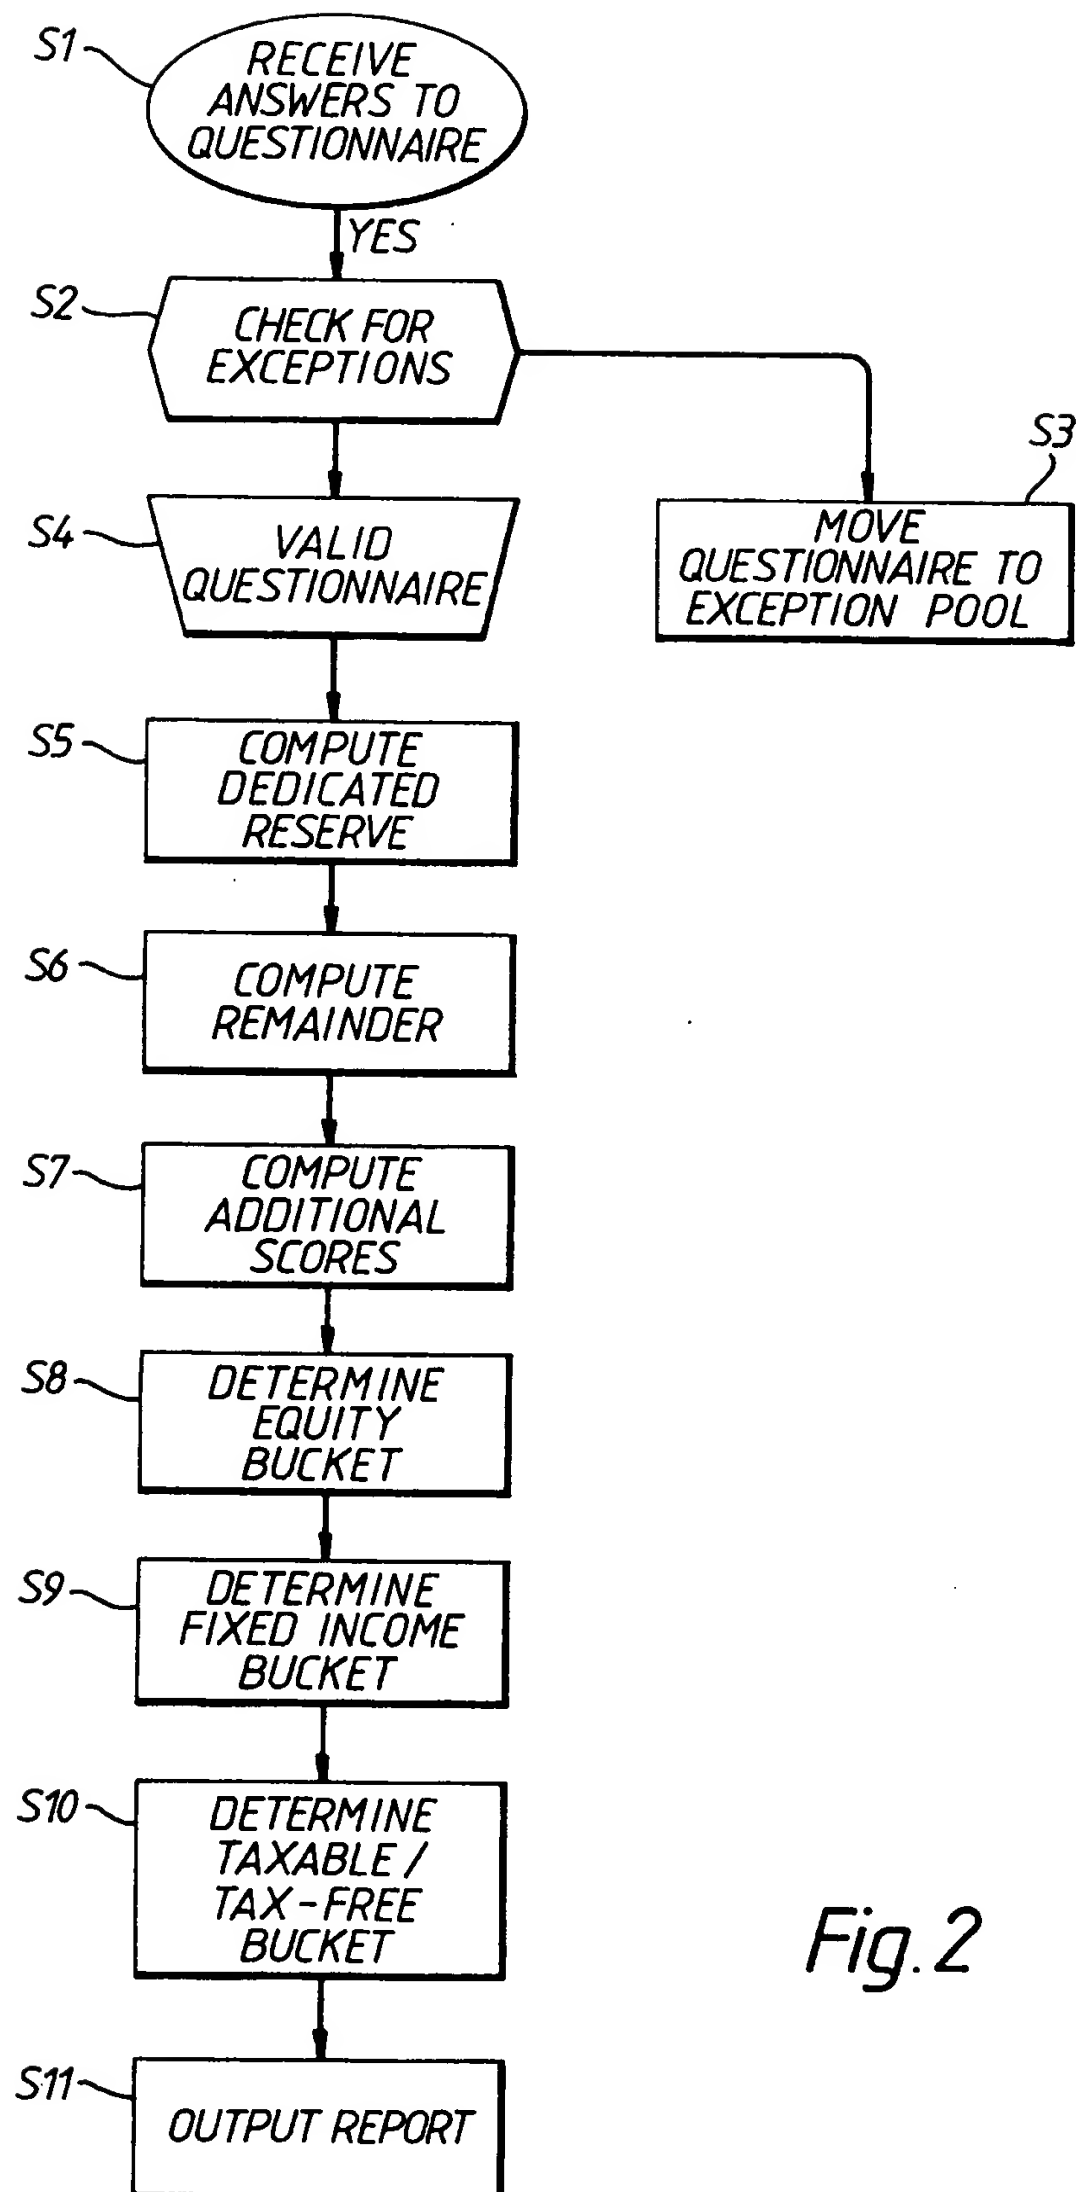 S1
RECEIVE
ANSWERS TO
QUESTIONNAIRE
YES
S2
CHECK FOR
EXCEPTIONS
S3
MOVE
QUESTIONNAIRE TO
EXCEPTION POOL
S4
VALID
QUESTIONNAIRE
S5
COMPUTE
DEDICATED
RESERVE
S6
COMPUTE
REMAINDER
S7
COMPUTE
ADDITIONAL
SCORES
S8
DETERMINE
EQUITY
BUCKET
S9
DETERMINE
FIXED INCOME
BUCKET
S10
DETERMINE
TAXABLE /
TAX-FREE
BUCKET
S11
OUTPUT REPORT
Fig. 2